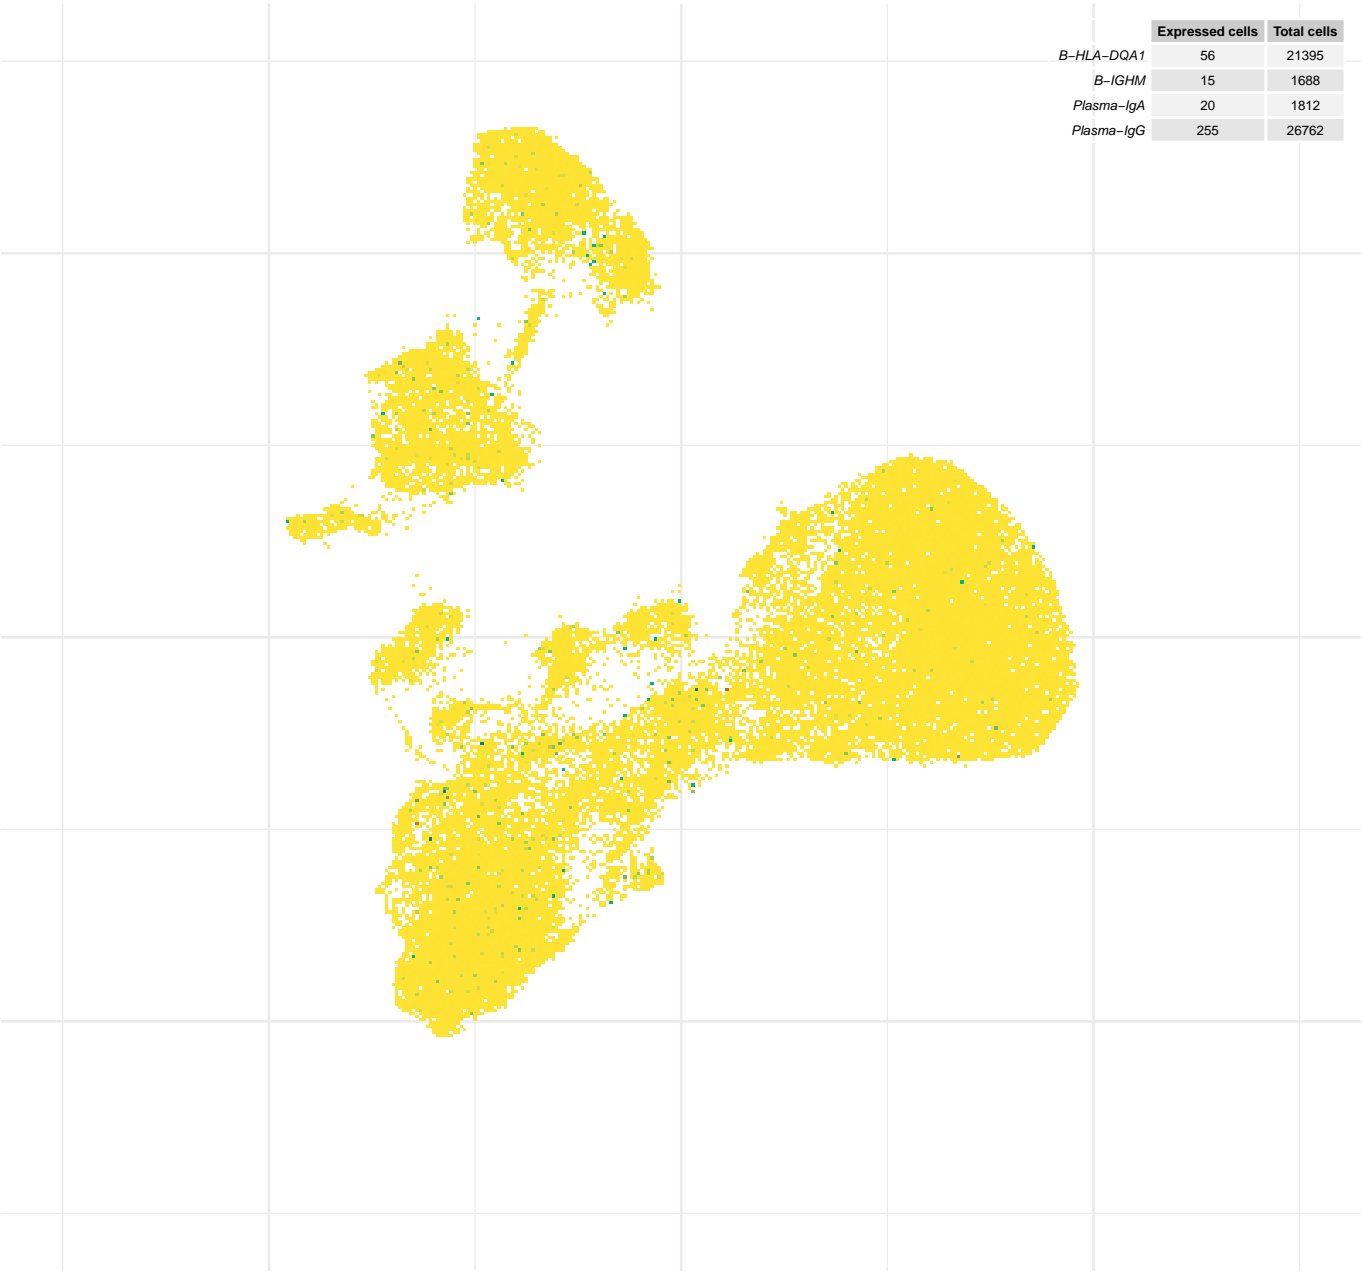 Expressed cells Total cells
B-HLA-DQA1 56 21395
B-IGHM 15 1688
Plasma-IgA 20 1812
Plasma-IgG 255 26762